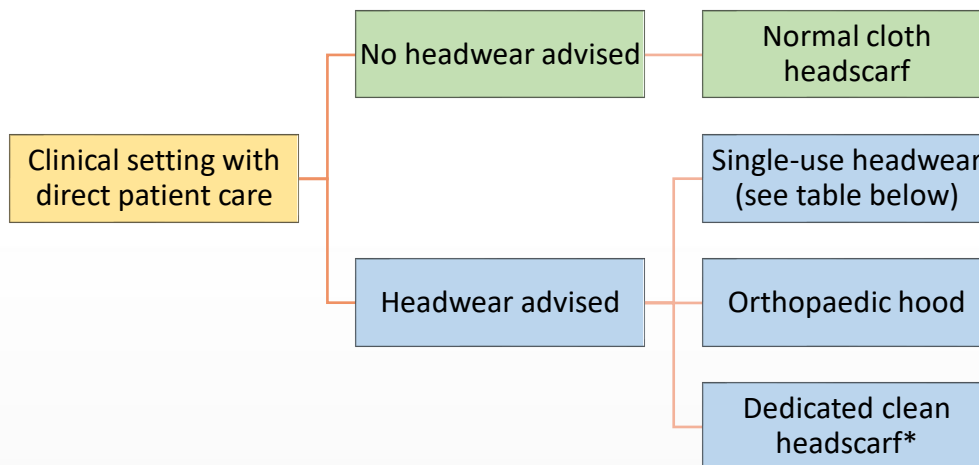 No headwear advised
Normal cloth
headscarf
Clinical setting with
direct patient care
Single-use headwear
(see table below)
Headwear advised
Orthopaedic hood
Dedicated clean
headscarf*